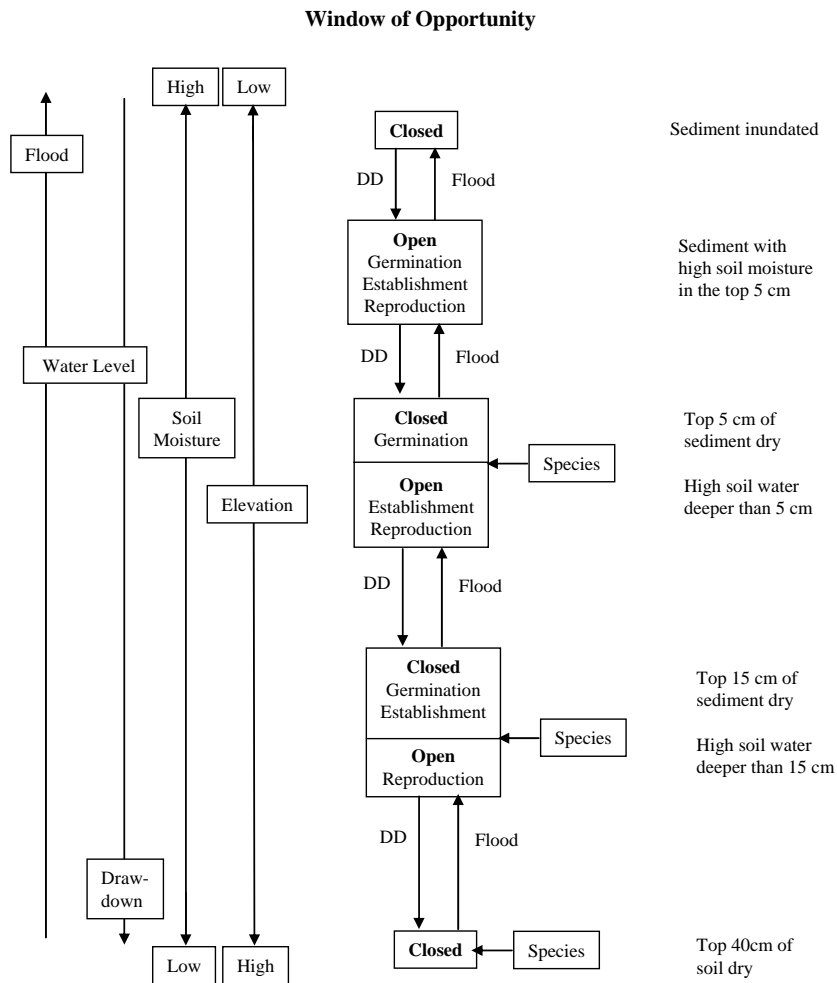 Window of Opportunity
High
Low
Flood
Closed
Sediment inundated
DD
Flood
Open
Germination
Establishment
Reproduction
Sediment with
high soil moisture
in the top 5 cm
Water Level
DD
Flood
Soil
Moisture
Closed
Germination
Top 5 cm of
sediment dry
Species
Elevation
Open
Establishment
Reproduction
High soil water
deeper than 5 cm
DD
Flood
Closed
Germination
Establishment
Top 15 cm of
sediment dry
Species
Open
Reproduction
High soil water
deeper than 15 cm
DD
Flood
Draw-
down
Closed
Species
Top 40cm of
soil dry
Low
High